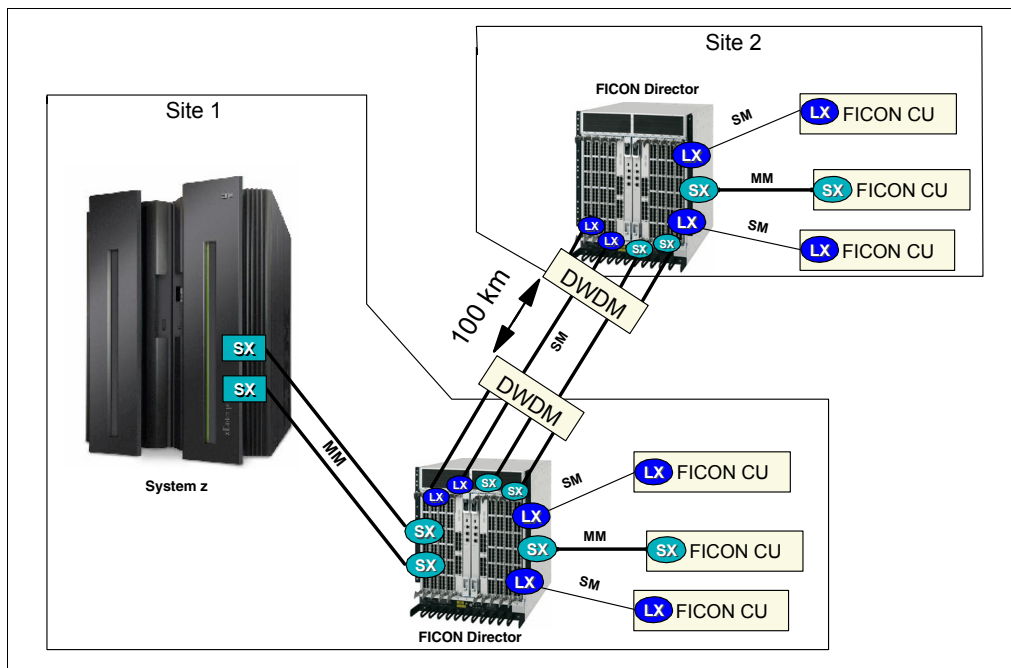 Site 2
FICON Director
SM
LX
FICON CU
LX
MM
SX
SX
FICON CU
SM
LX
LX
FICON CU
LX
LX
SX
SX
DWDM
100 km
SM
DWDM
Site 1
SX
SX
MM
System z
LX
LX
SX
SX
SX
SX
SM
LX
LX
FICON CU
MM
SX
SX
FICON CU
SM
LX
LX
FICON CU
FICON Director